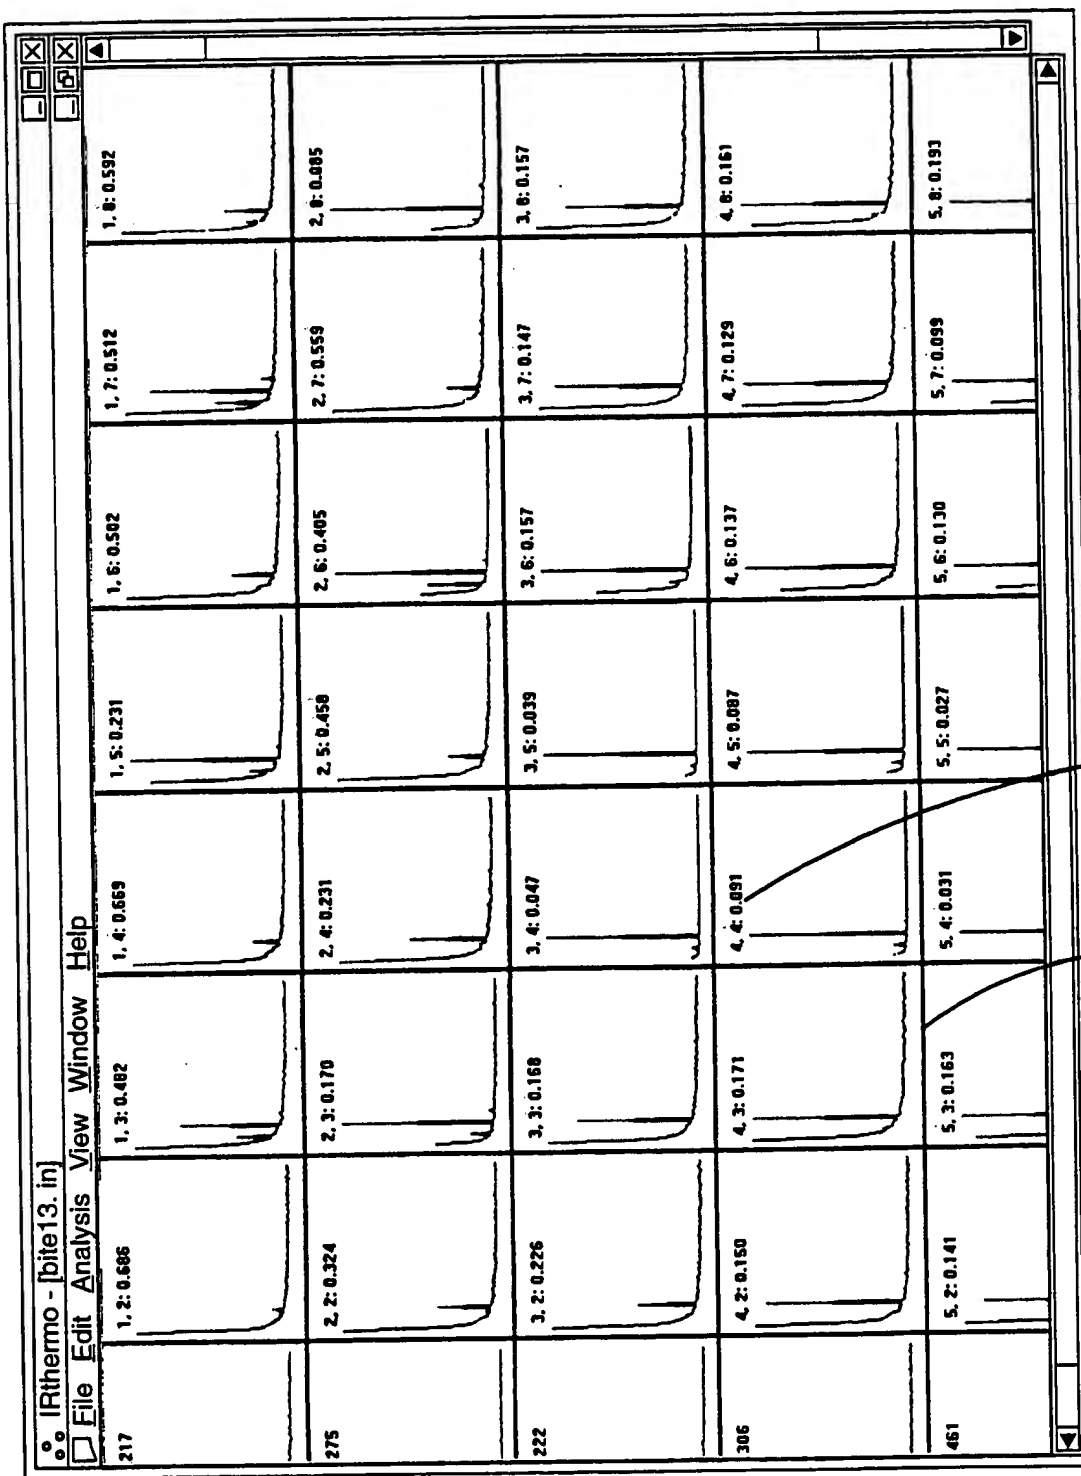 IRthermo - [bite13. in]
File Edit Analysis View Window Help
217 1, 2: 0.686 1, 3: 0.482 1, 4: 0.669 1, 5: 0.231 1, 6: 0.502 1, 7: 0.512 1, 8: 0.592
275 2, 2: 0.324 2, 3: 0.170 2, 4: 0.231 2, 5: 0.458 2, 6: 0.405 2, 7: 0.559 2, 8: 0.085
222 3, 2: 0.226 3, 3: 0.168 3, 4: 0.047 3, 5: 0.039 3, 6: 0.157 3, 7: 0.147 3, 8: 0.157
306 4, 2: 0.150 4, 3: 0.171 4, 4: 0.091 4, 5: 0.087 4, 6: 0.137 4, 7: 0.129 4, 8: 0.161
461 5, 2: 0.141 5, 3: 0.163 5, 4: 0.031 5, 5: 0.027 5, 6: 0.130 5, 7: 0.099 5, 8: 0.193